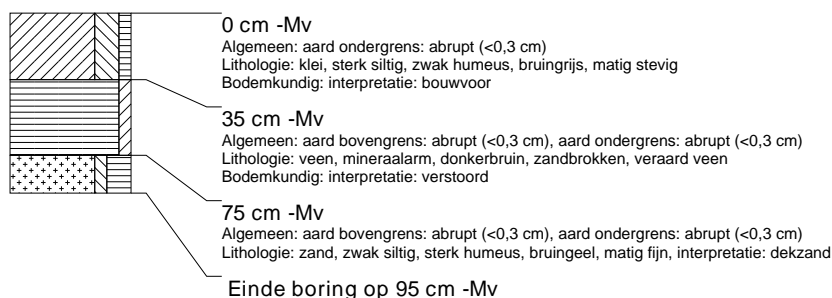 0 cm -Mv
Algemeen: aard ondergrens: abrupt (<0,3 cm)
Lithologie: klei, sterk siltig, zwak humeus, bruingrijs, matig stevig
Bodemkundig: interpretatie: bouwvoor
35 cm -Mv
Algemeen: aard bovengrens: abrupt (<0,3 cm), aard ondergrens: abrupt (<0,3 cm)
Lithologie: veen, mineraalarm, donkerbruin, zandbrokken, veraard veen
Bodemkundig: interpretatie: verstoord
75 cm -Mv
Algemeen: aard bovengrens: abrupt (<0,3 cm), aard ondergrens: abrupt (<0,3 cm)
Lithologie: zand, zwak siltig, sterk humeus, bruingeel, matig fijn, interpretatie: dekzand
Einde boring op 95 cm -Mv